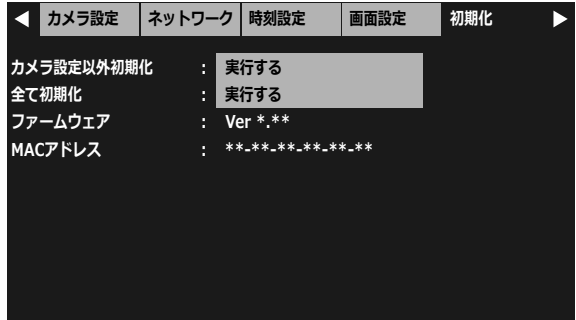 ◀ カメラ設定 ネットワーク 時刻設定 画面設定 初期化 ▶
カメラ設定以外初期化 : 実行する
全て初期化 : 実行する
ファームウェア : Ver *.**
MACアドレス : **-**-**-**-**-**